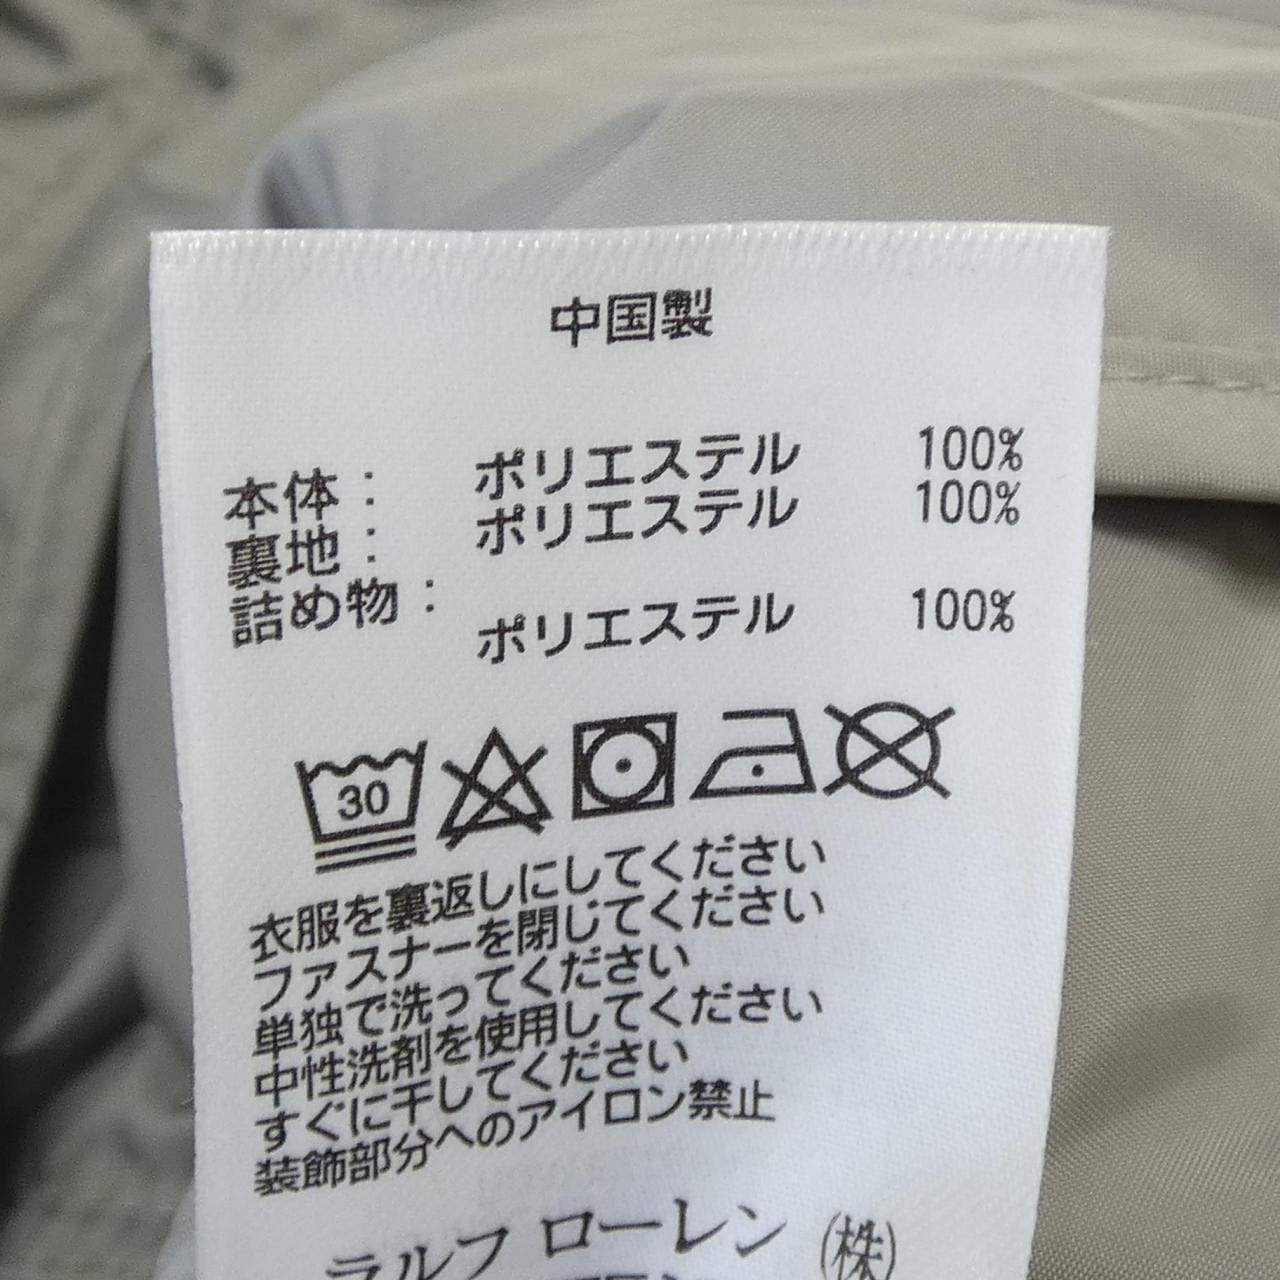 中国製
本体: ポリエステル 100%
裏地: ポリエステル 100%
詰め物:
ポリエステル 100%
30
衣服を裏返しにしてください
ファスナーを閉じてください
単独で洗ってください
中性洗剤を使用してください
すぐに干してください
装飾部分へのアイロン禁止
ラルフ ローレン (株)